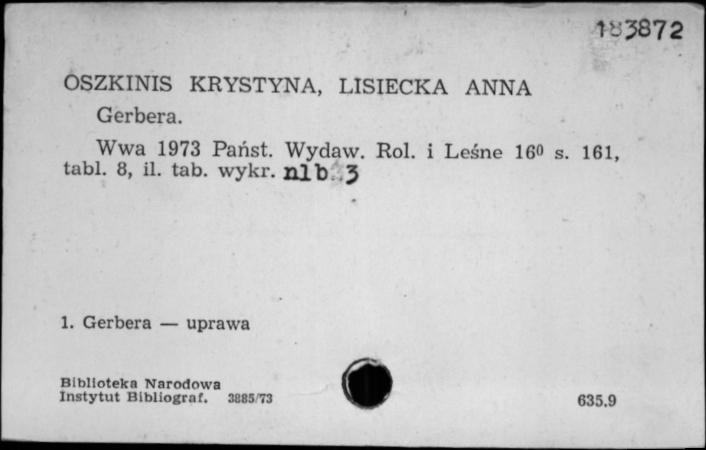 183872
OSZKINIS KRYSTYNA, LISIECKA ANNA
Gerbera.
Wwa 1973 Państ. Wydaw. Rol. i Leśne 16⁰ s. 161,
tabl. 8, il. tab. wykr. nlb. 3
1. Gerbera — uprawa
Biblioteka Narodowa
Instytut Bibliograf. 3885/73
635.9